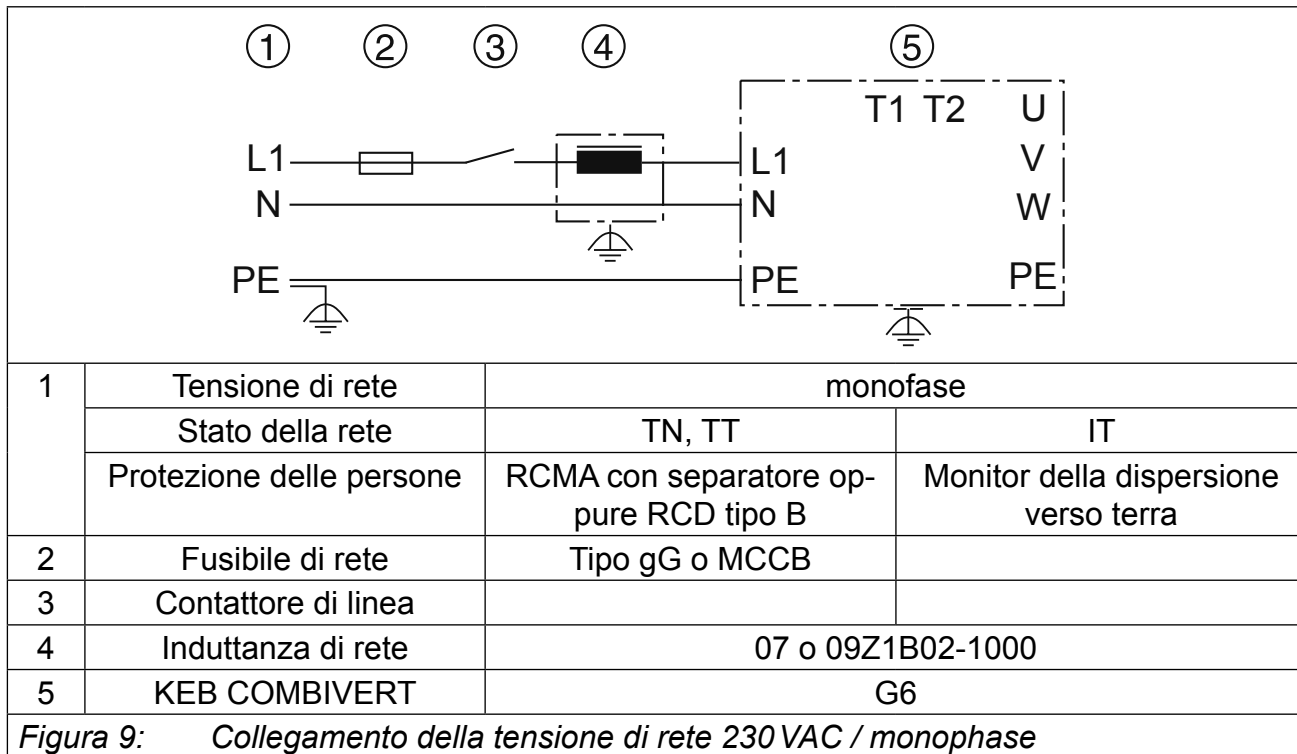 ① ② ③ ④ ⑤
T1 T2 U
L1 L1 V
N N W
PE PE PE
1 Tensione di rete monofase
Stato della rete TN, TT IT
Protezione delle persone RCMA con separatore op-
pure RCD tipo B Monitor della dispersione
verso terra
2 Fusibile di rete Tipo gG o MCCB
3 Contattore di linea
4 Induttanza di rete 07 o 09Z1B02-1000
5 KEB COMBIVERT G6
Figura 9: Collegamento della tensione di rete 230 VAC / monophase